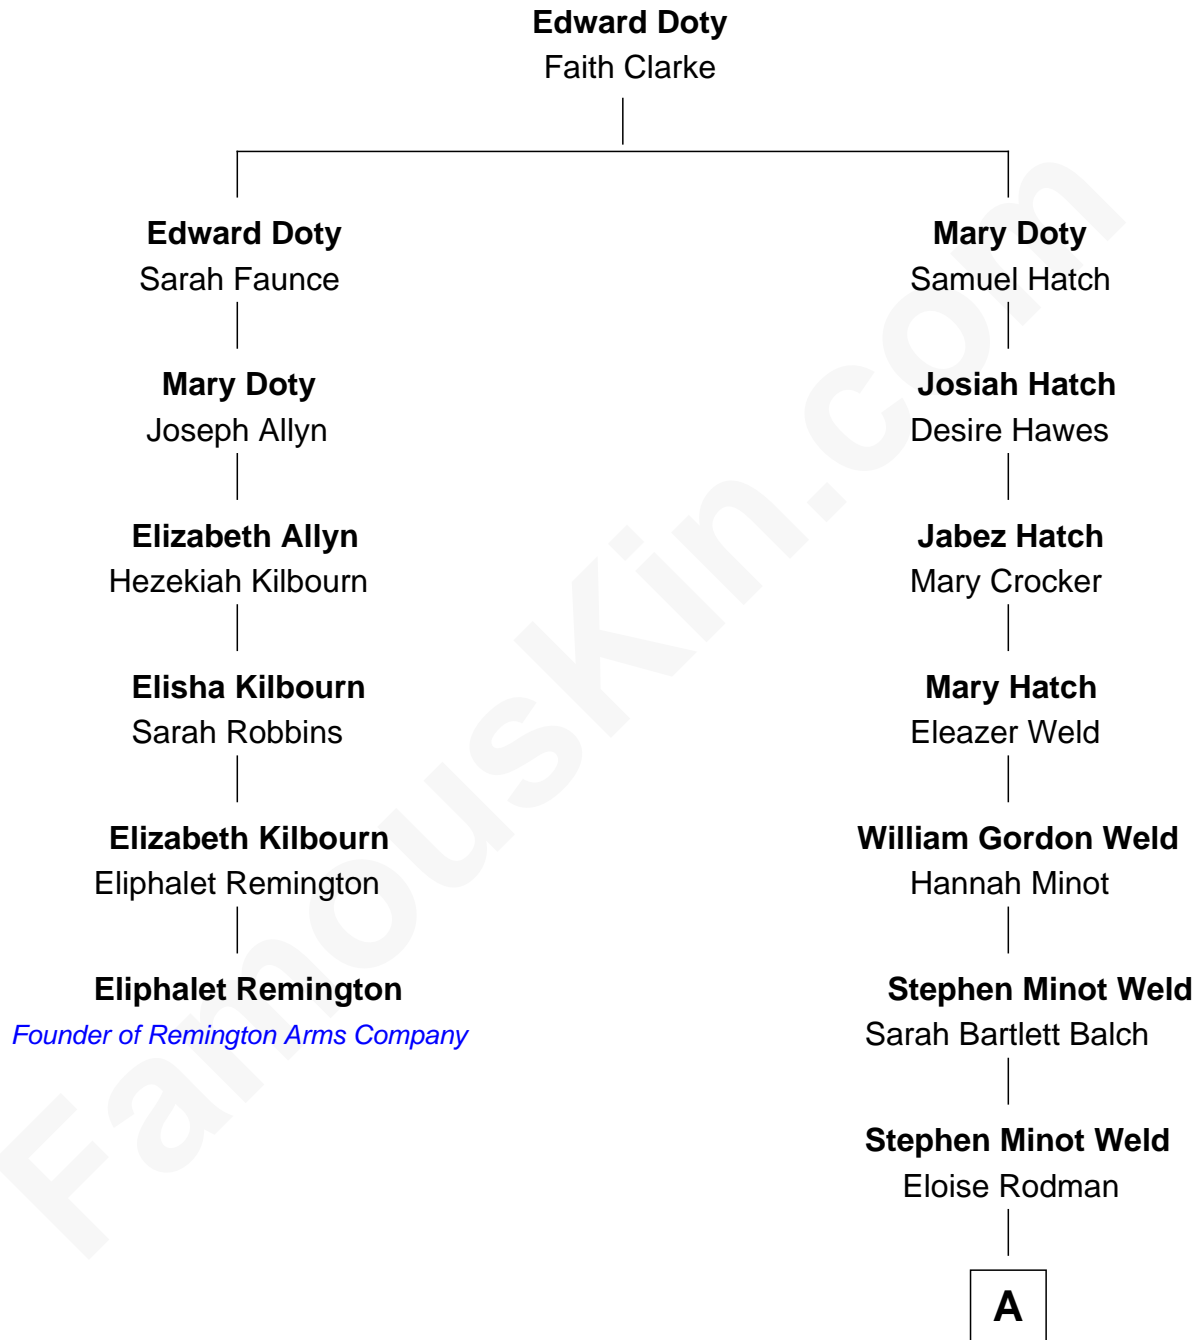 Edward Doty
Faith Clarke
Edward Doty
Sarah Faunce
Mary Doty
Joseph Allyn
Elizabeth Allyn
Hezekiah Kilbourn
Elisha Kilbourn
Sarah Robbins
Elizabeth Kilbourn
Eliphalet Remington
Eliphalet Remington
Founder of Remington Arms Company
Mary Doty
Samuel Hatch
Josiah Hatch
Desire Hawes
Jabez Hatch
Mary Crocker
Mary Hatch
Eleazer Weld
William Gordon Weld
Hannah Minot
Stephen Minot Weld
Sarah Bartlett Balch
Stephen Minot Weld
Eloise Rodman
A
FamousKin.com